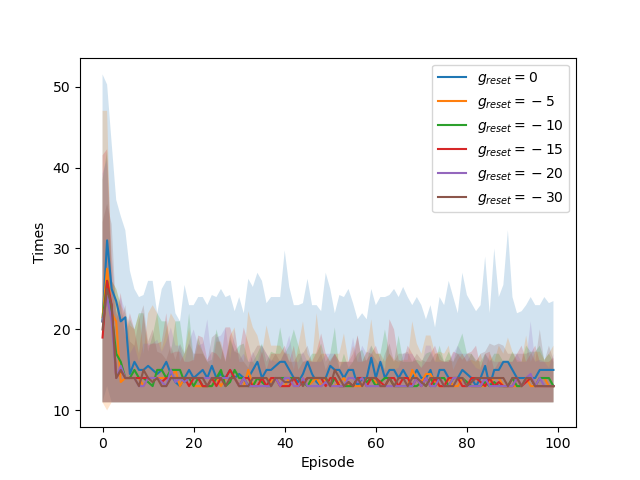 50
40
30
20
10
Times
0 20 40 60 80 100
Episode
g_reset = 0
g_reset = − 5
g_reset = − 10
g_reset = − 15
g_reset = − 20
g_reset = − 30